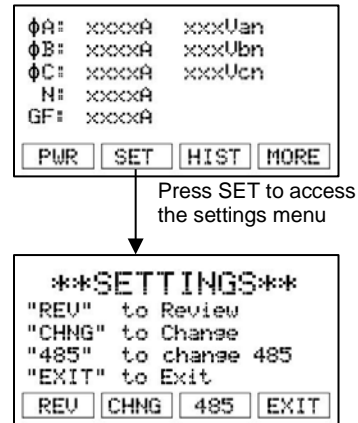 ϕA: xxxxA xxxVan
ϕB: xxxxA xxxVbn
ϕC: xxxxA xxxVcn
N: xxxxA
GF: xxxxA
PWR SET HIST MORE
Press SET to access
the settings menu
**SETTINGS**
"REV" to Review
"CHNG" to Change
"485" to change 485
"EXIT" to Exit
REV CHNG 485 EXIT